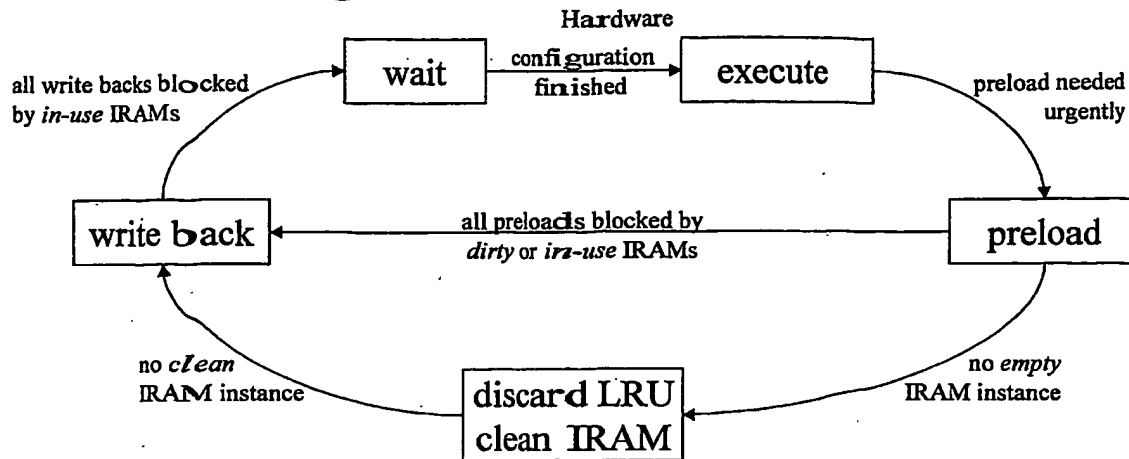 Hardware
wait
configuration
finished
execute
all write backs blocked
by in-use IRAMs
preload needed
urgently
write back
all preloads blocked by
dirty or in-use IRAMs
preload
no clean
IRAM instance
discard LRU
clean IRAM
no empty
IRAM instance